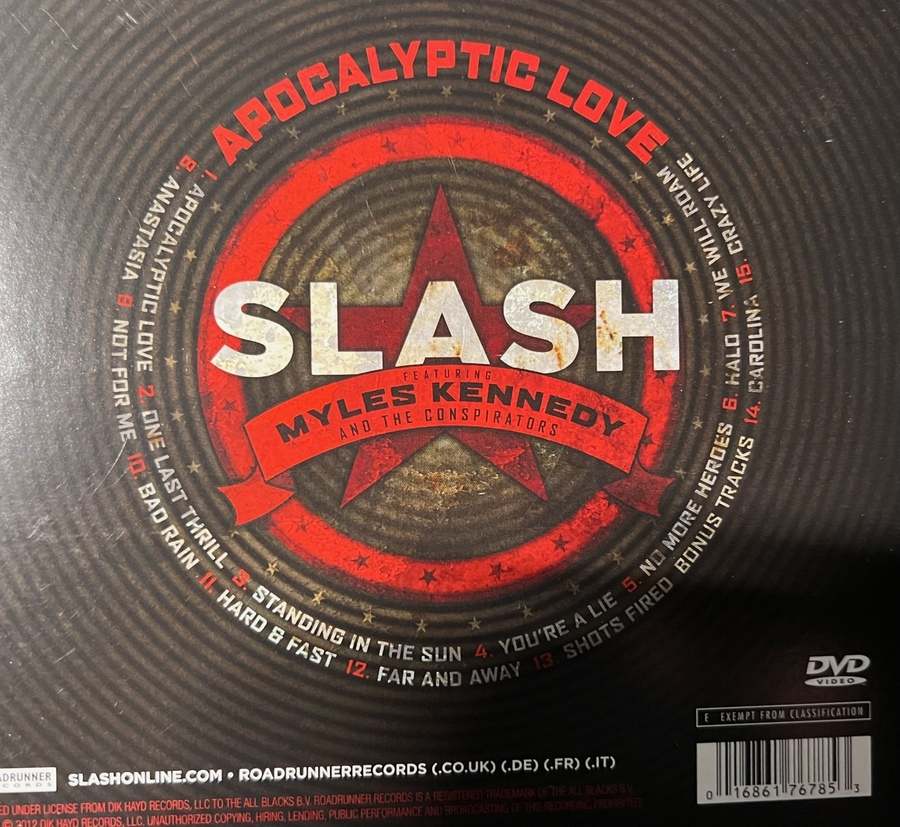 APOCALYPTIC LOVE
SLASH
FEATURING
MYLES KENNEDY
AND THE CONSPIRATORS
1. APOCALYPTIC LOVE 2. ONE LAST THRILL 3. STANDING IN THE SUN 4. YOU'RE A LIE 5. NO MORE HEROES 6. HALO 7. WE WILL ROAM
8. ANASTASIA 9. NOT FOR ME 10. BAD RAIN 11. HARD & FAST 12. FAR AND AWAY 13. SHOTS FIRED BONUS TRACKS 14. CAROLINA 15. CRAZY LIFE
DVD
VIDEO
E EXEMPT FROM CLASSIFICATION
SLASHONLINE.COM • ROADRUNNERRECORDS (.CO.UK) (.DE) (.FR) (.IT)
0 16861 76785 3
UNDER LICENSE FROM DIK HAYD RECORDS, LLC TO THE ALL BLACKS B.V. ROADRUNNER RECORDS IS A REGISTERED TRADEMARK OF THE ALL BLACKS B.V.
2012 DIK HAYD RECORDS, LLC. UNAUTHORIZED COPYING, HIRING, LENDING, PUBLIC PERFORMANCE AND BROADCASTING OF THIS RECORDING PROHIBITED